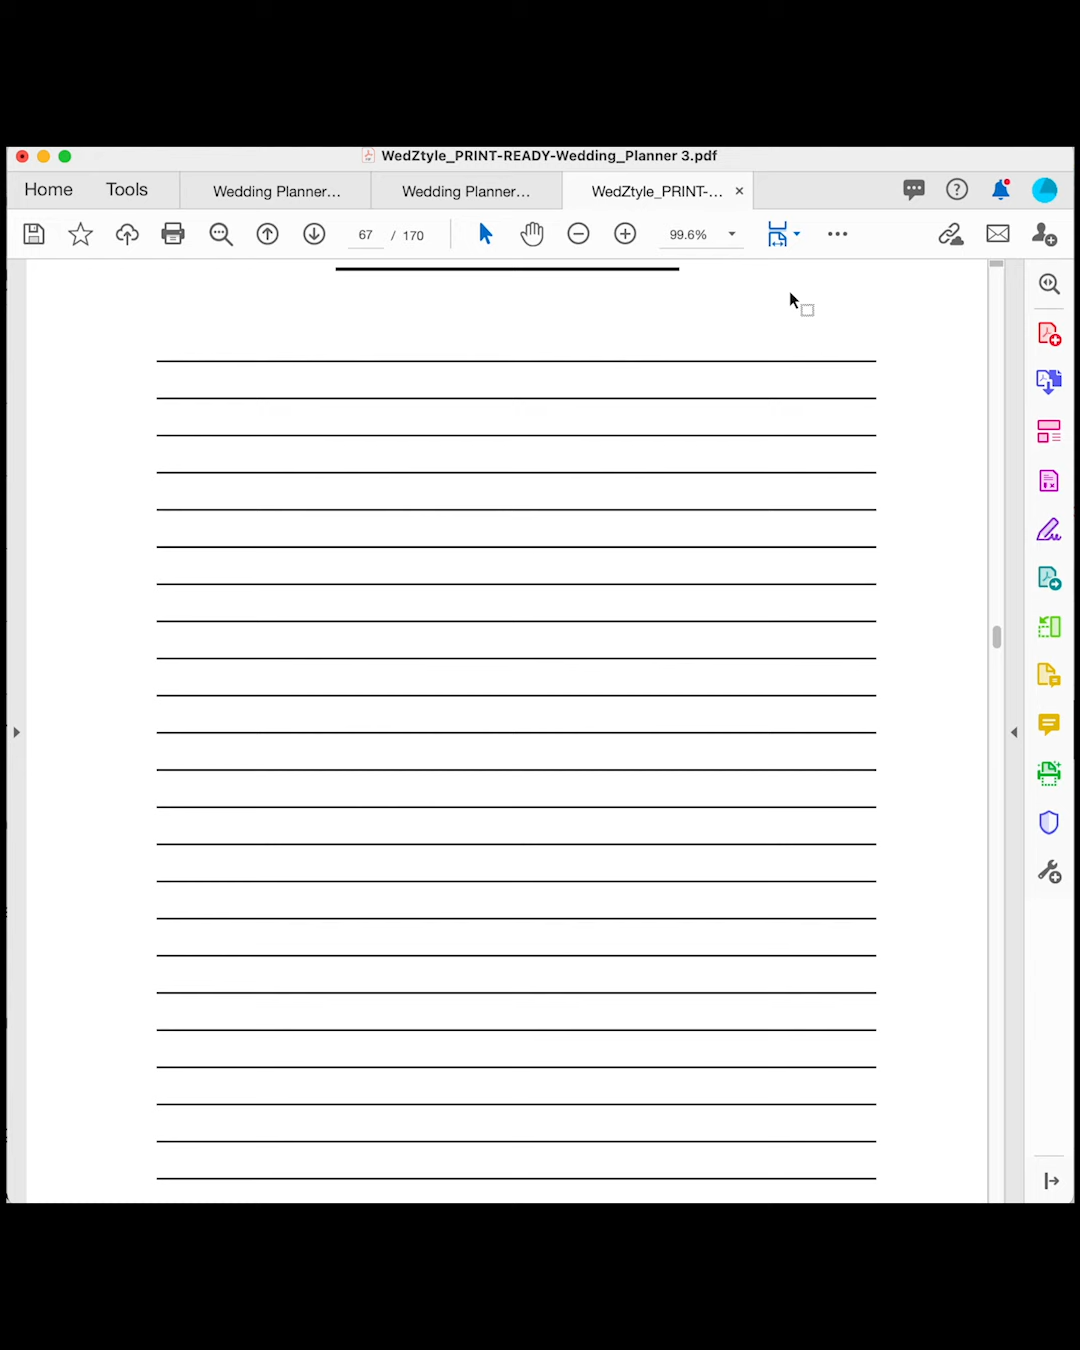 WedZtyle_PRINT-READY-Wedding_Planner 3.pdf
Home Tools Wedding Planner... Wedding Planner... WedZtyle_PRINT-... ×
67 / 170 99.6%